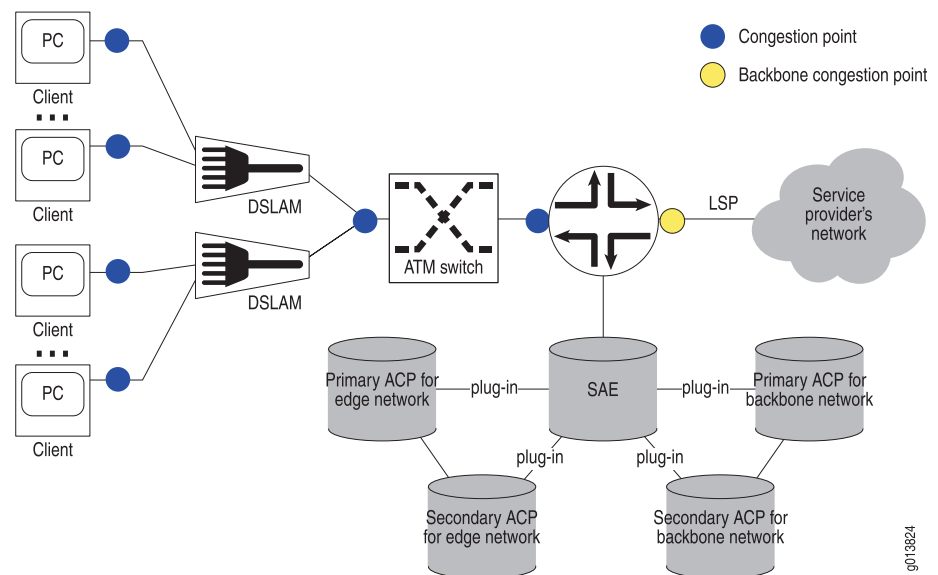 PC
Client
PC
Client
PC
Client
PC
Client
DSLAM
DSLAM
ATM switch
Congestion point
Backbone congestion point
LSP
Service
provider's
network
Primary ACP for
edge network
plug-in
SAE
plug-in
Primary ACP for
backbone network
plug-in
plug-in
Secondary ACP
for edge network
Secondary ACP for
backbone network
g013824